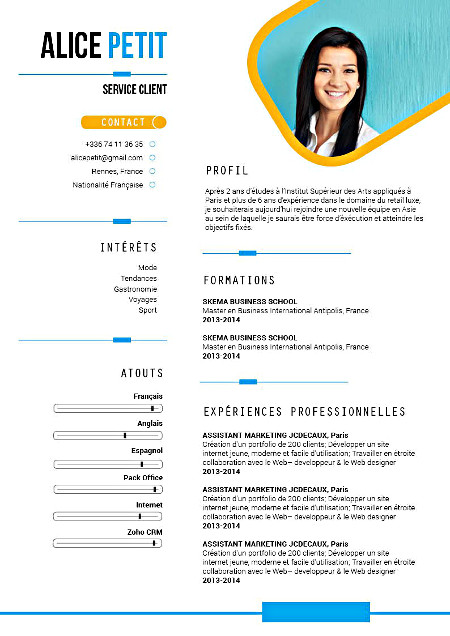 ALICE PETIT
SERVICE CLIENT
CONTACT
+336 74 11 36 35
alicepetit@gmail.com
Rennes, France
Nationalité Française
INTÉRÊTS
Mode
Tendances
Gastronomie
Voyages
Sport
ATOUTS
Français
Anglais
Espagnol
Pack Office
Internet
Zoho CRM
PROFIL
Après 2 ans d'études à l'Institut Supérieur des Arts appliqués à
Paris et plus de 6 ans d'expérience dans le domaine du retail luxe,
je souhaiterais aujourd'hui rejoindre une nouvelle équipe en Asie
au sein de laquelle je saurais être force d'exécution et atteindre les
objectifs fixés.
FORMATIONS
SKEMA BUSINESS SCHOOL
Master en Business International Antipolis, France
2013-2014
SKEMA BUSINESS SCHOOL
Master en Business International Antipolis, France
2013-2014
EXPÉRIENCES PROFESSIONNELLES
ASSISTANT MARKETING JCDECAUX, Paris
Création d'un portfolio de 200 clients; Développer un site
internet jeune, moderne et facile d'utilisation; Travailler en étroite
collaboration avec le Web– developpeur & le Web designer
2013-2014
ASSISTANT MARKETING JCDECAUX, Paris
Création d'un portfolio de 200 clients; Développer un site
internet jeune, moderne et facile d'utilisation; Travailler en étroite
collaboration avec le Web– developpeur & le Web designer
2013-2014
ASSISTANT MARKETING JCDECAUX, Paris
Création d'un portfolio de 200 clients; Développer un site
internet jeune, moderne et facile d'utilisation; Travailler en étroite
collaboration avec le Web– developpeur & le Web designer
2013-2014